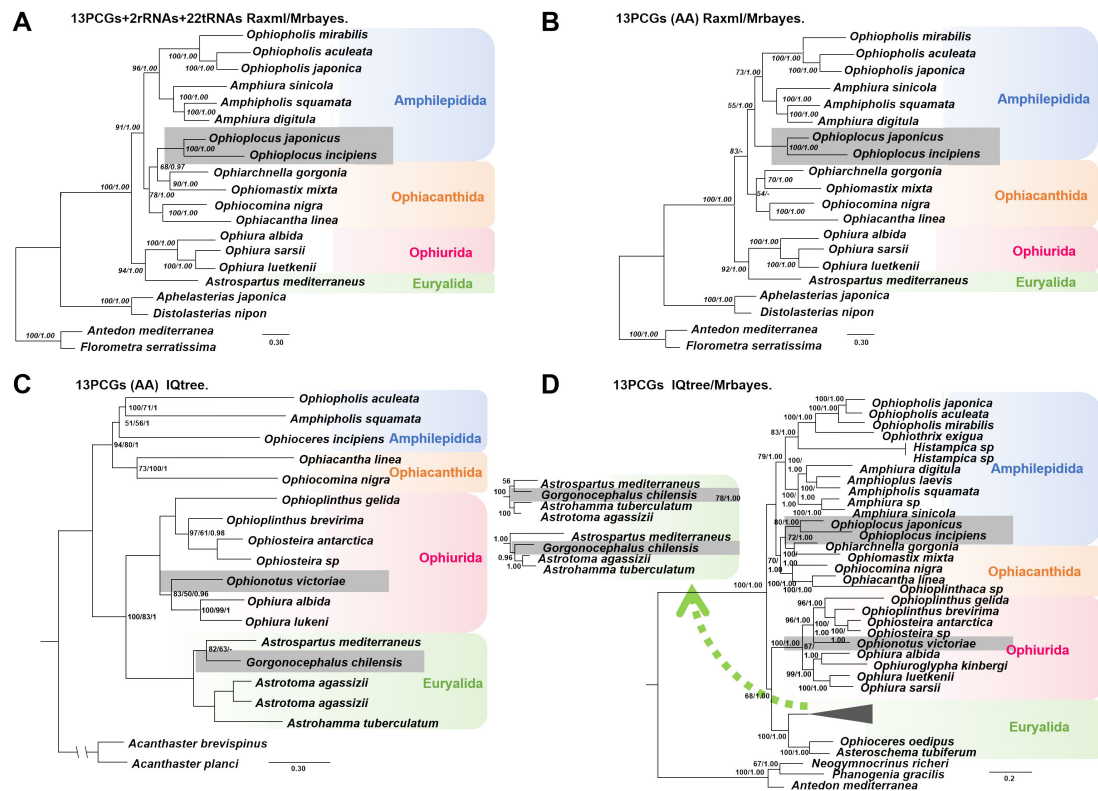 A
13PCGs+2rRNAs+22tRNAs Raxml/Mrbayes.
Ophiopholis mirabilis
Ophiopholis aculeata
Ophiopholis japonica
Amphiura sinicola
Amphipholis squamata
Amphiura digitula
Ophioplocus japonicus
Ophioplocus incipiens
Ophiarchnella gorgonia
Ophiomastix mixta
Ophiocomina nigra
Ophiacantha linea
Ophiura albida
Ophiura sarsii
Ophiura luetkenii
Astrospartus mediterraneus
Aphelasterias japonica
Distolasterias nipon
Antedon mediterranea
Florometra serratissima
Amphilepidida
Ophiacanthida
Ophiurida
Euryalida
100/1.00
100/1.00
96/1.00
100/1.00
100/1.00
91/1.00
100/1.00
68/0.97
90/1.00
78/1.00
100/1.00
100/1.00
100/1.00
100/1.00
94/1.00
100/1.00
100/1.00
0.30
B
13PCGs (AA) Raxml/Mrbayes.
Ophiopholis mirabilis
Ophiopholis aculeata
Ophiopholis japonica
Amphiura sinicola
Amphipholis squamata
Amphiura digitula
Ophioplocus japonicus
Ophioplocus incipiens
Ophiarchnella gorgonia
Ophiomastix mixta
Ophiocomina nigra
Ophiacantha linea
Ophiura albida
Ophiura sarsii
Ophiura luetkenii
Astrospartus mediterraneus
Aphelasterias japonica
Distolasterias nipon
Antedon mediterranea
Florometra serratissima
Amphilepidida
Ophiacanthida
Ophiurida
Euryalida
100/1.00
100/1.00
73/1.00
100/1.00
100/1.00
55/1.00
100/1.00
83/-
70/1.00
54/-
100/1.00
100/1.00
100/1.00
100/1.00
92/1.00
100/1.00
100/1.00
0.30
C
13PCGs (AA) IQtree.
Ophiopholis aculeata
Amphipholis squamata
Ophioceres incipiens
Ophiacantha linea
Ophiocomina nigra
Ophioplinthus gelida
Ophioplinthus brevirima
Ophiosteira antarctica
Ophiosteira sp
Ophionotus victoriae
Ophiura albida
Ophiura lukeni
Astrospartus mediterraneus
Gorgonocephalus chilensis
Astrotoma agassizii
Astrotoma agassizii
Astrohamma tuberculatum
Acanthaster brevispinus
Acanthaster planci
Amphilepidida
Ophiacanthida
Ophiurida
Euryalida
100/71/1
51/56/1
94/80/1
73/100/1
97/61/0.98
83/50/0.96
100/99/1
100/83/1
82/63/-
0.30
D
13PCGs IQtree/Mrbayes.
Ophiopholis japonica
Ophiopholis aculeata
Ophiopholis mirabilis
Ophiothrix exigua
Histampica sp
Histampica sp
Amphiura digitula
Amphioplus laevis
Amphipholis squamata
Amphiura sp
Amphiura sinicola
Ophioplocus japonicus
Ophioplocus incipiens
Ophiarchnella gorgonia
Ophiomastix mixta
Ophiocomina nigra
Ophiacantha linea
Ophioplinthaca sp
Ophioplinthus gelida
Ophioplinthus brevirima
Ophiosteira antarctica
Ophiosteira sp
Ophionotus victoriae
Ophiura albida
Ophiuroglypha kinbergi
Ophiura luetkenii
Ophiura sarsii
Ophioceres oedipus
Asteroschema tubiferum
Neogymnocrinus richeri
Phanogenia gracilis
Antedon mediterranea
Amphilepidida
Ophiacanthida
Ophiurida
Euryalida
100/1.00
100/1.00
100/1.00
83/1.00
79/1.00
100/
1.00
100/
1.00
100/1.00
78/1.00
80/1.00
72/1.00
100/
1.00
70/
1.00
100/1.00
100/1.00
96/1.00
96/1.00
100/
1.00
100/
1.00
100/1.00
87/
1.00
99/1.00
100/1.00
68/1.00
100/1.00
67/1.00
100/1.00
0.2
56
100
100
Astrospartus mediterraneus
Gorgonocephalus chilensis
Astrohamma tuberculatum
Astrotoma agassizii
1.00
0.96
1.00
Astrospartus mediterraneus
Gorgonocephalus chilensis
Astrotoma agassizii
Astrohamma tuberculatum